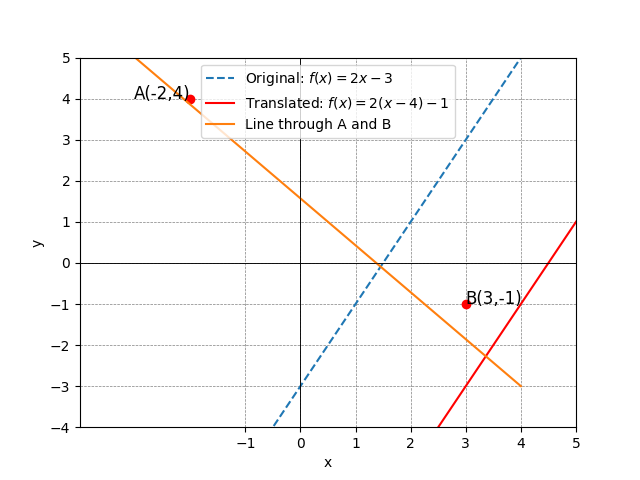 Original: f(x) = 2x − 3
Translated: f(x) = 2(x − 4) − 1
Line through A and B
A(-2,4)
B(3,-1)
5
4
3
2
1
0
−1
−2
−3
−4
y
−1 0 1 2 3 4 5
x